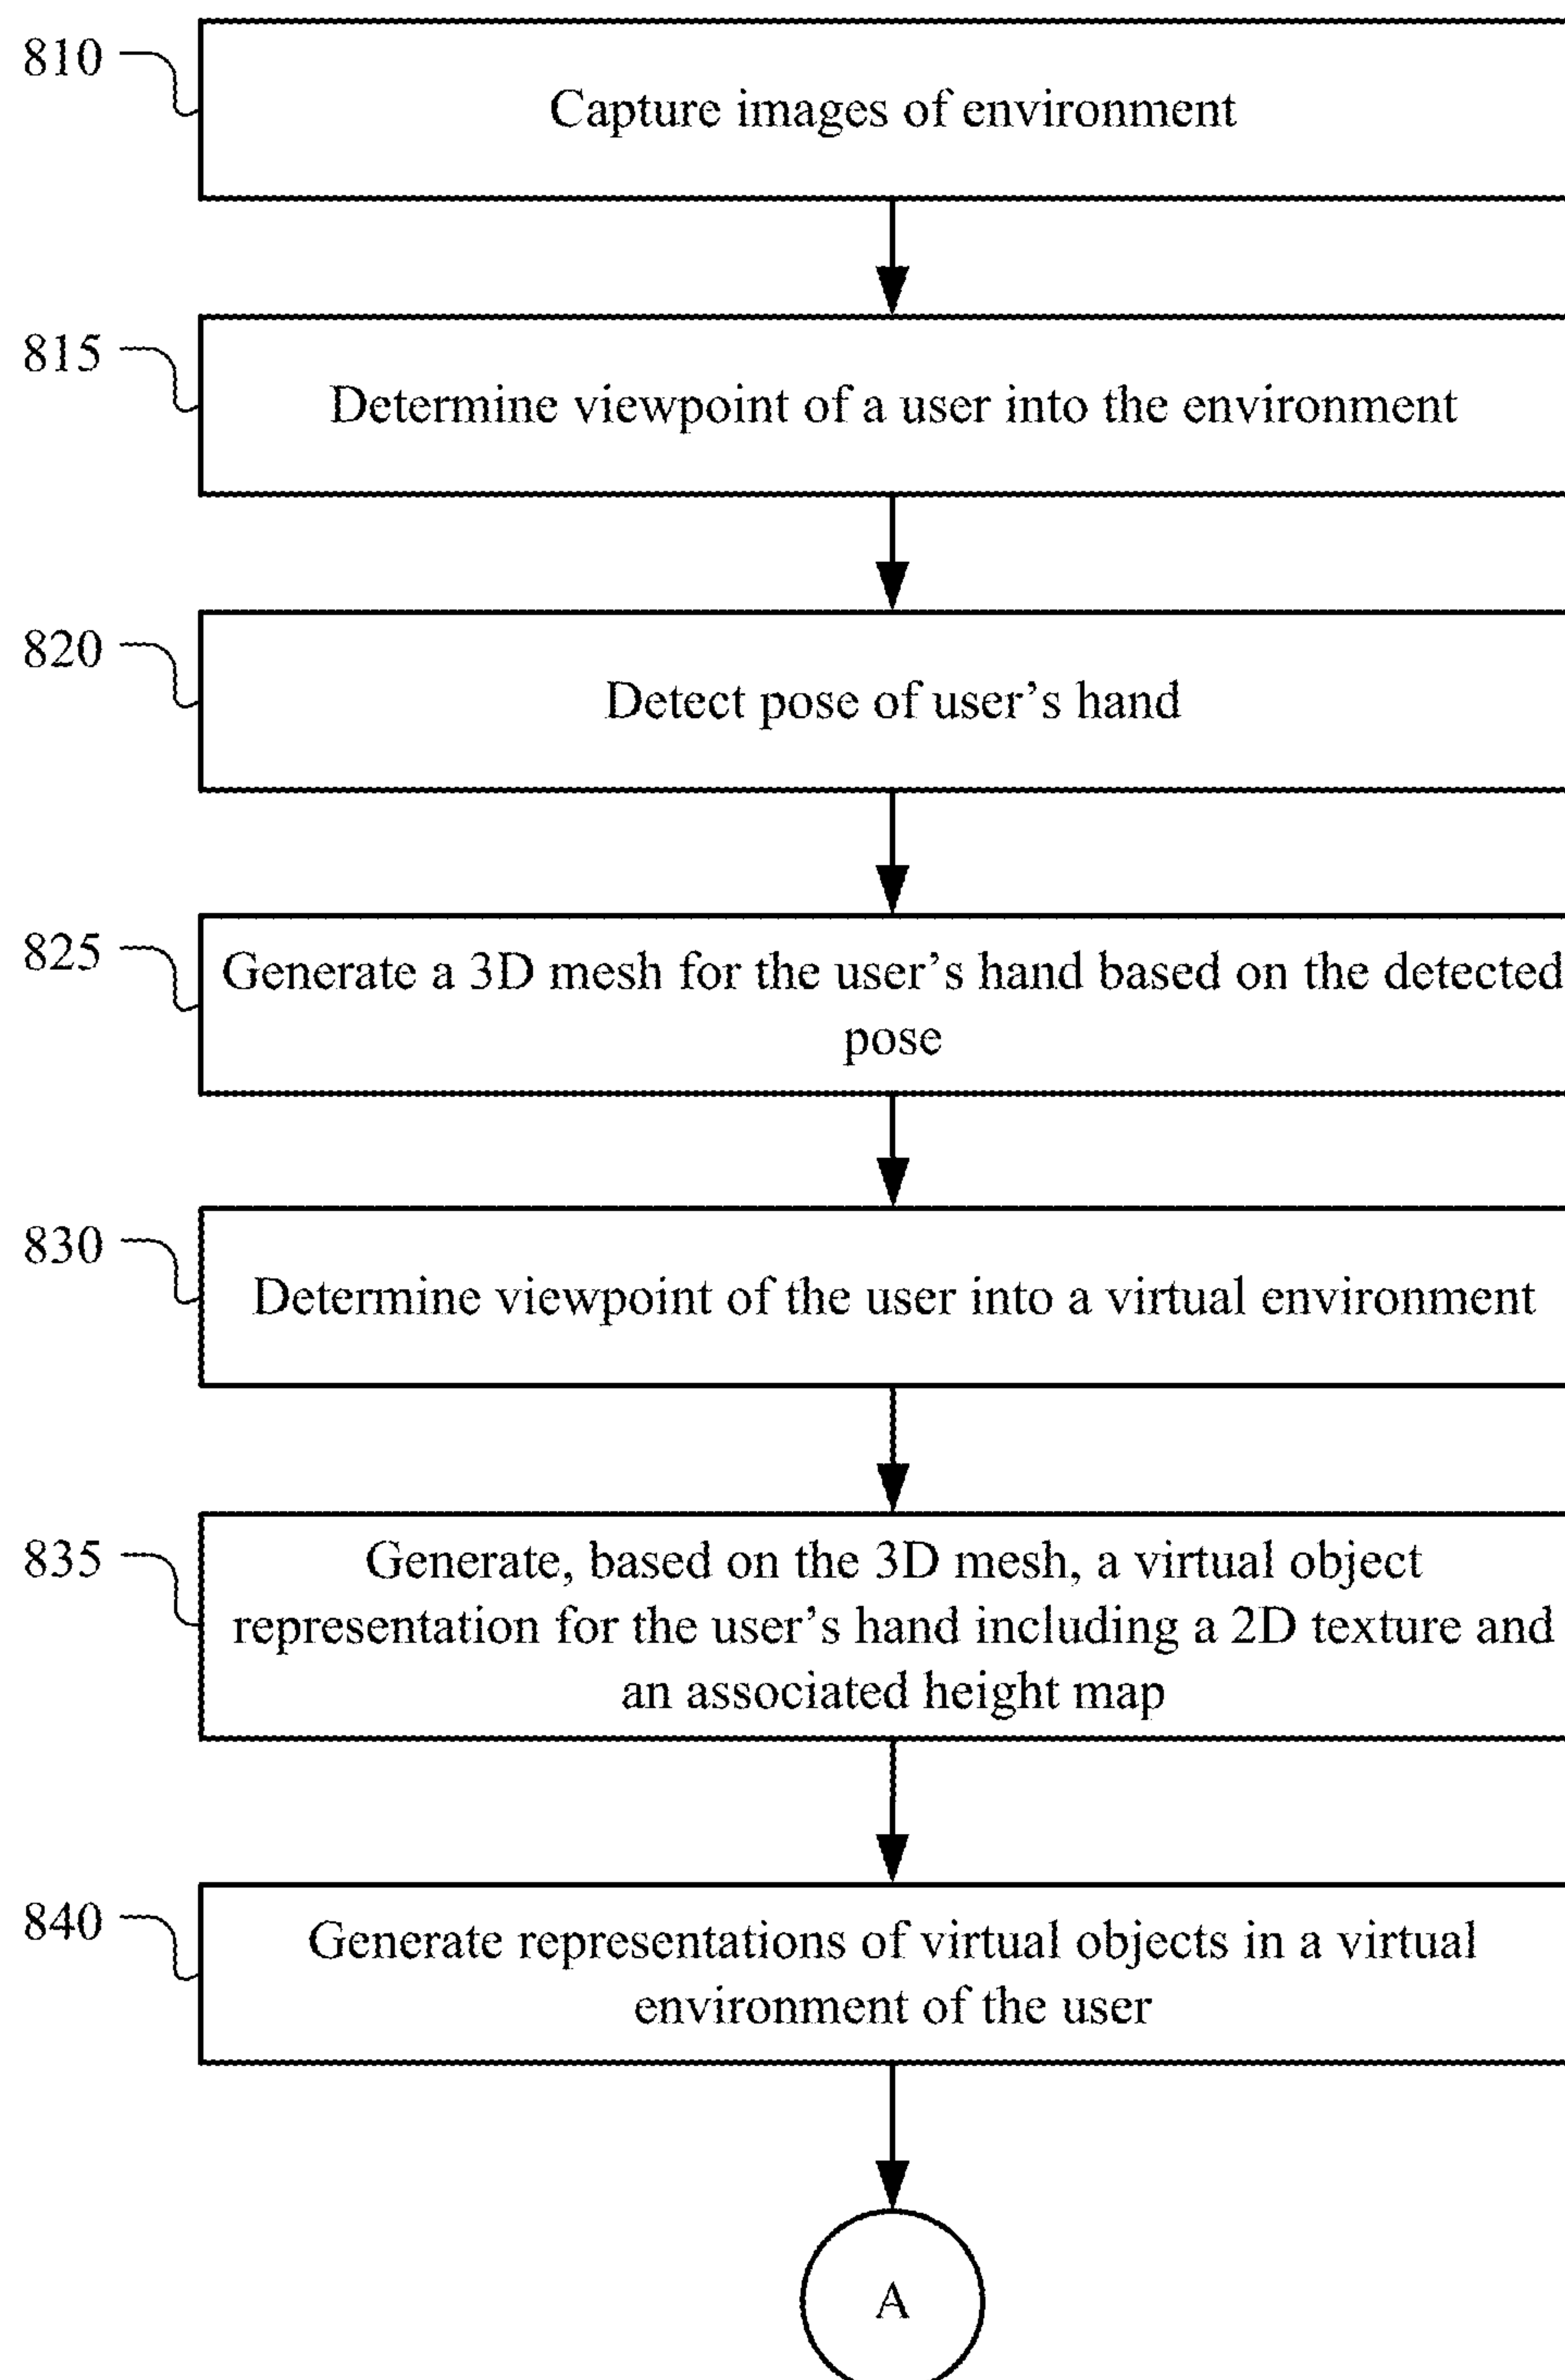 810
Capture images of environment
815
Determine viewpoint of a user into the environment
820
Detect pose of user's hand
825
Generate a 3D mesh for the user's hand based on the detected
pose
830
Determine viewpoint of the user into a virtual environment
835
Generate, based on the 3D mesh, a virtual object
representation for the user's hand including a 2D texture and
an associated height map
840
Generate representations of virtual objects in a virtual
environment of the user
A